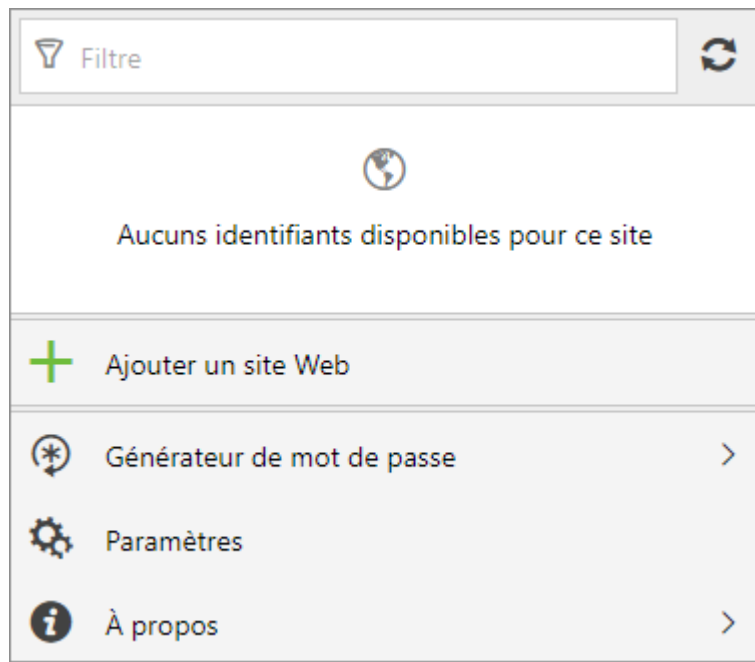 Filtre
Aucuns identifiants disponibles pour ce site
Ajouter un site Web
Générateur de mot de passe
Paramètres
À propos